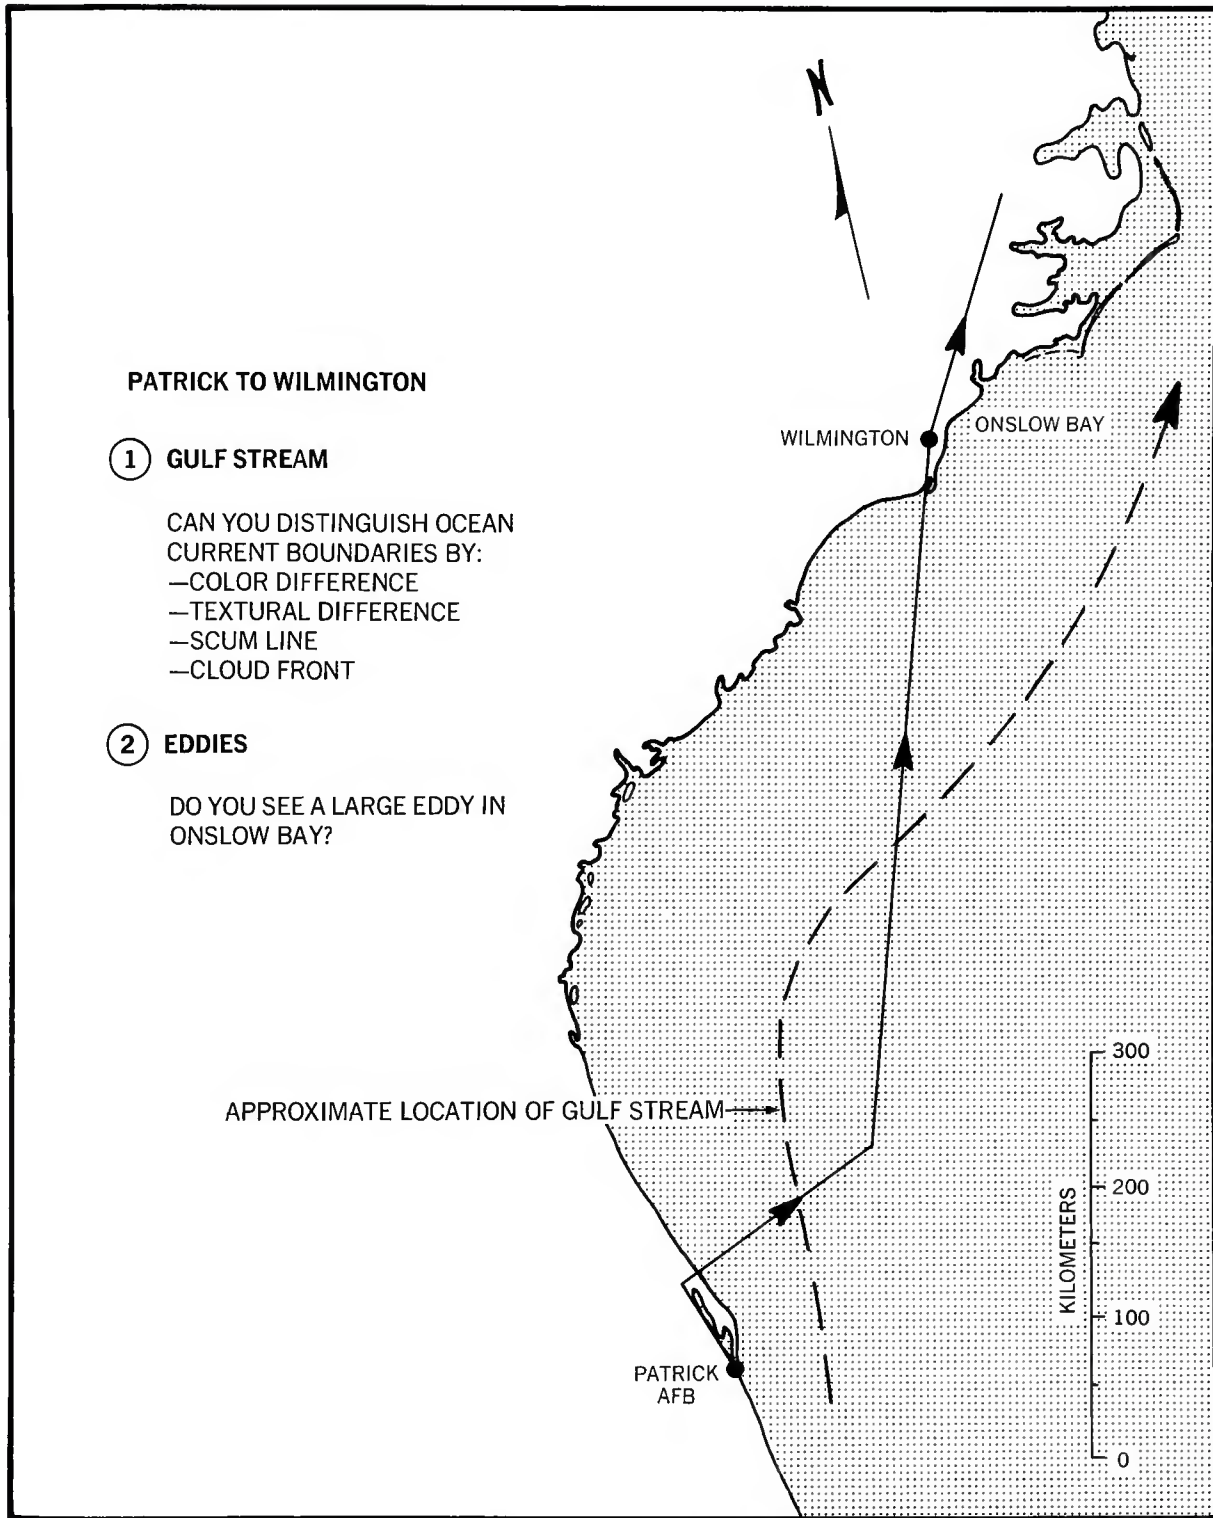 N
PATRICK TO WILMINGTON
1 GULF STREAM
CAN YOU DISTINGUISH OCEAN
CURRENT BOUNDARIES BY:
—COLOR DIFFERENCE
—TEXTURAL DIFFERENCE
—SCUM LINE
—CLOUD FRONT
2 EDDIES
DO YOU SEE A LARGE EDDY IN
ONSLOW BAY?
WILMINGTON
ONSLOW BAY
APPROXIMATE LOCATION OF GULF STREAM
PATRICK
AFB
KILOMETERS
300
200
100
0